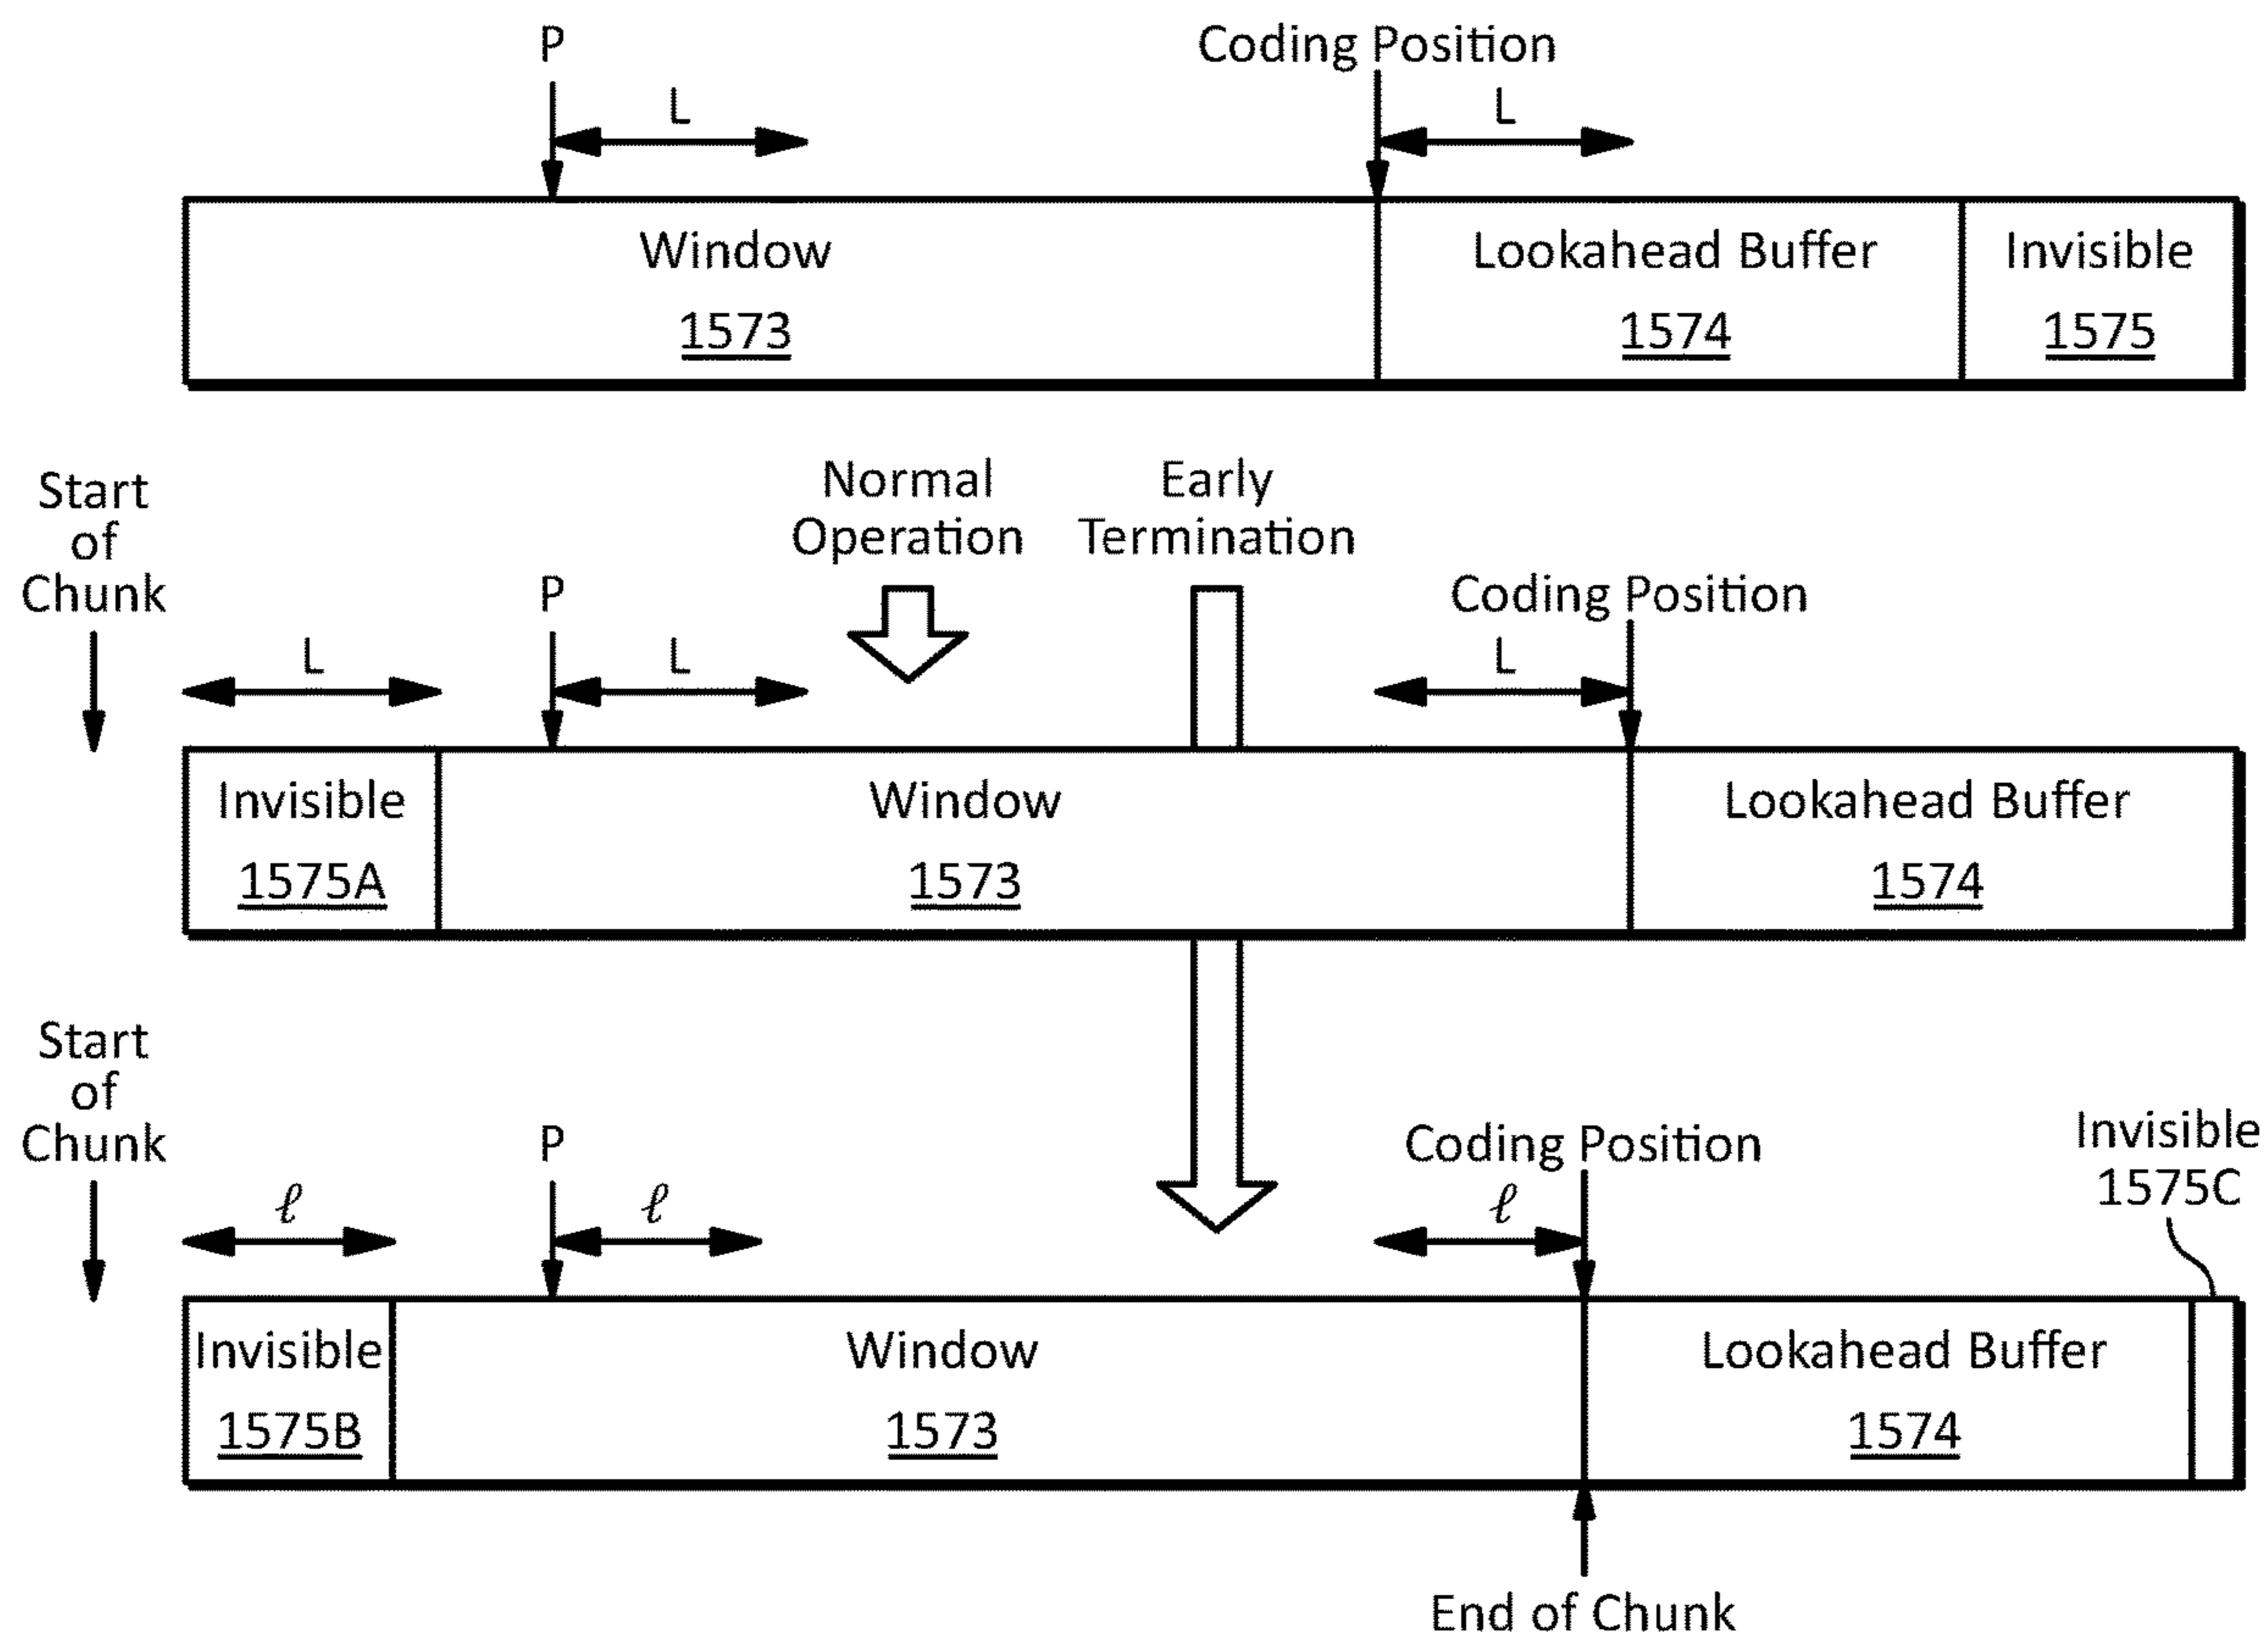 P
Coding Position
L
L
Window
Lookahead Buffer
Invisible
1573
1574
1575
Start
of
Chunk
Normal
Operation
Early
Termination
P
Coding Position
L
L
L
Invisible
Window
Lookahead Buffer
1575A
1573
1574
Start
of
Chunk
P
Coding Position
Invisible
1575C
ℓ
ℓ
ℓ
Invisible
Window
Lookahead Buffer
1575B
1573
1574
End of Chunk